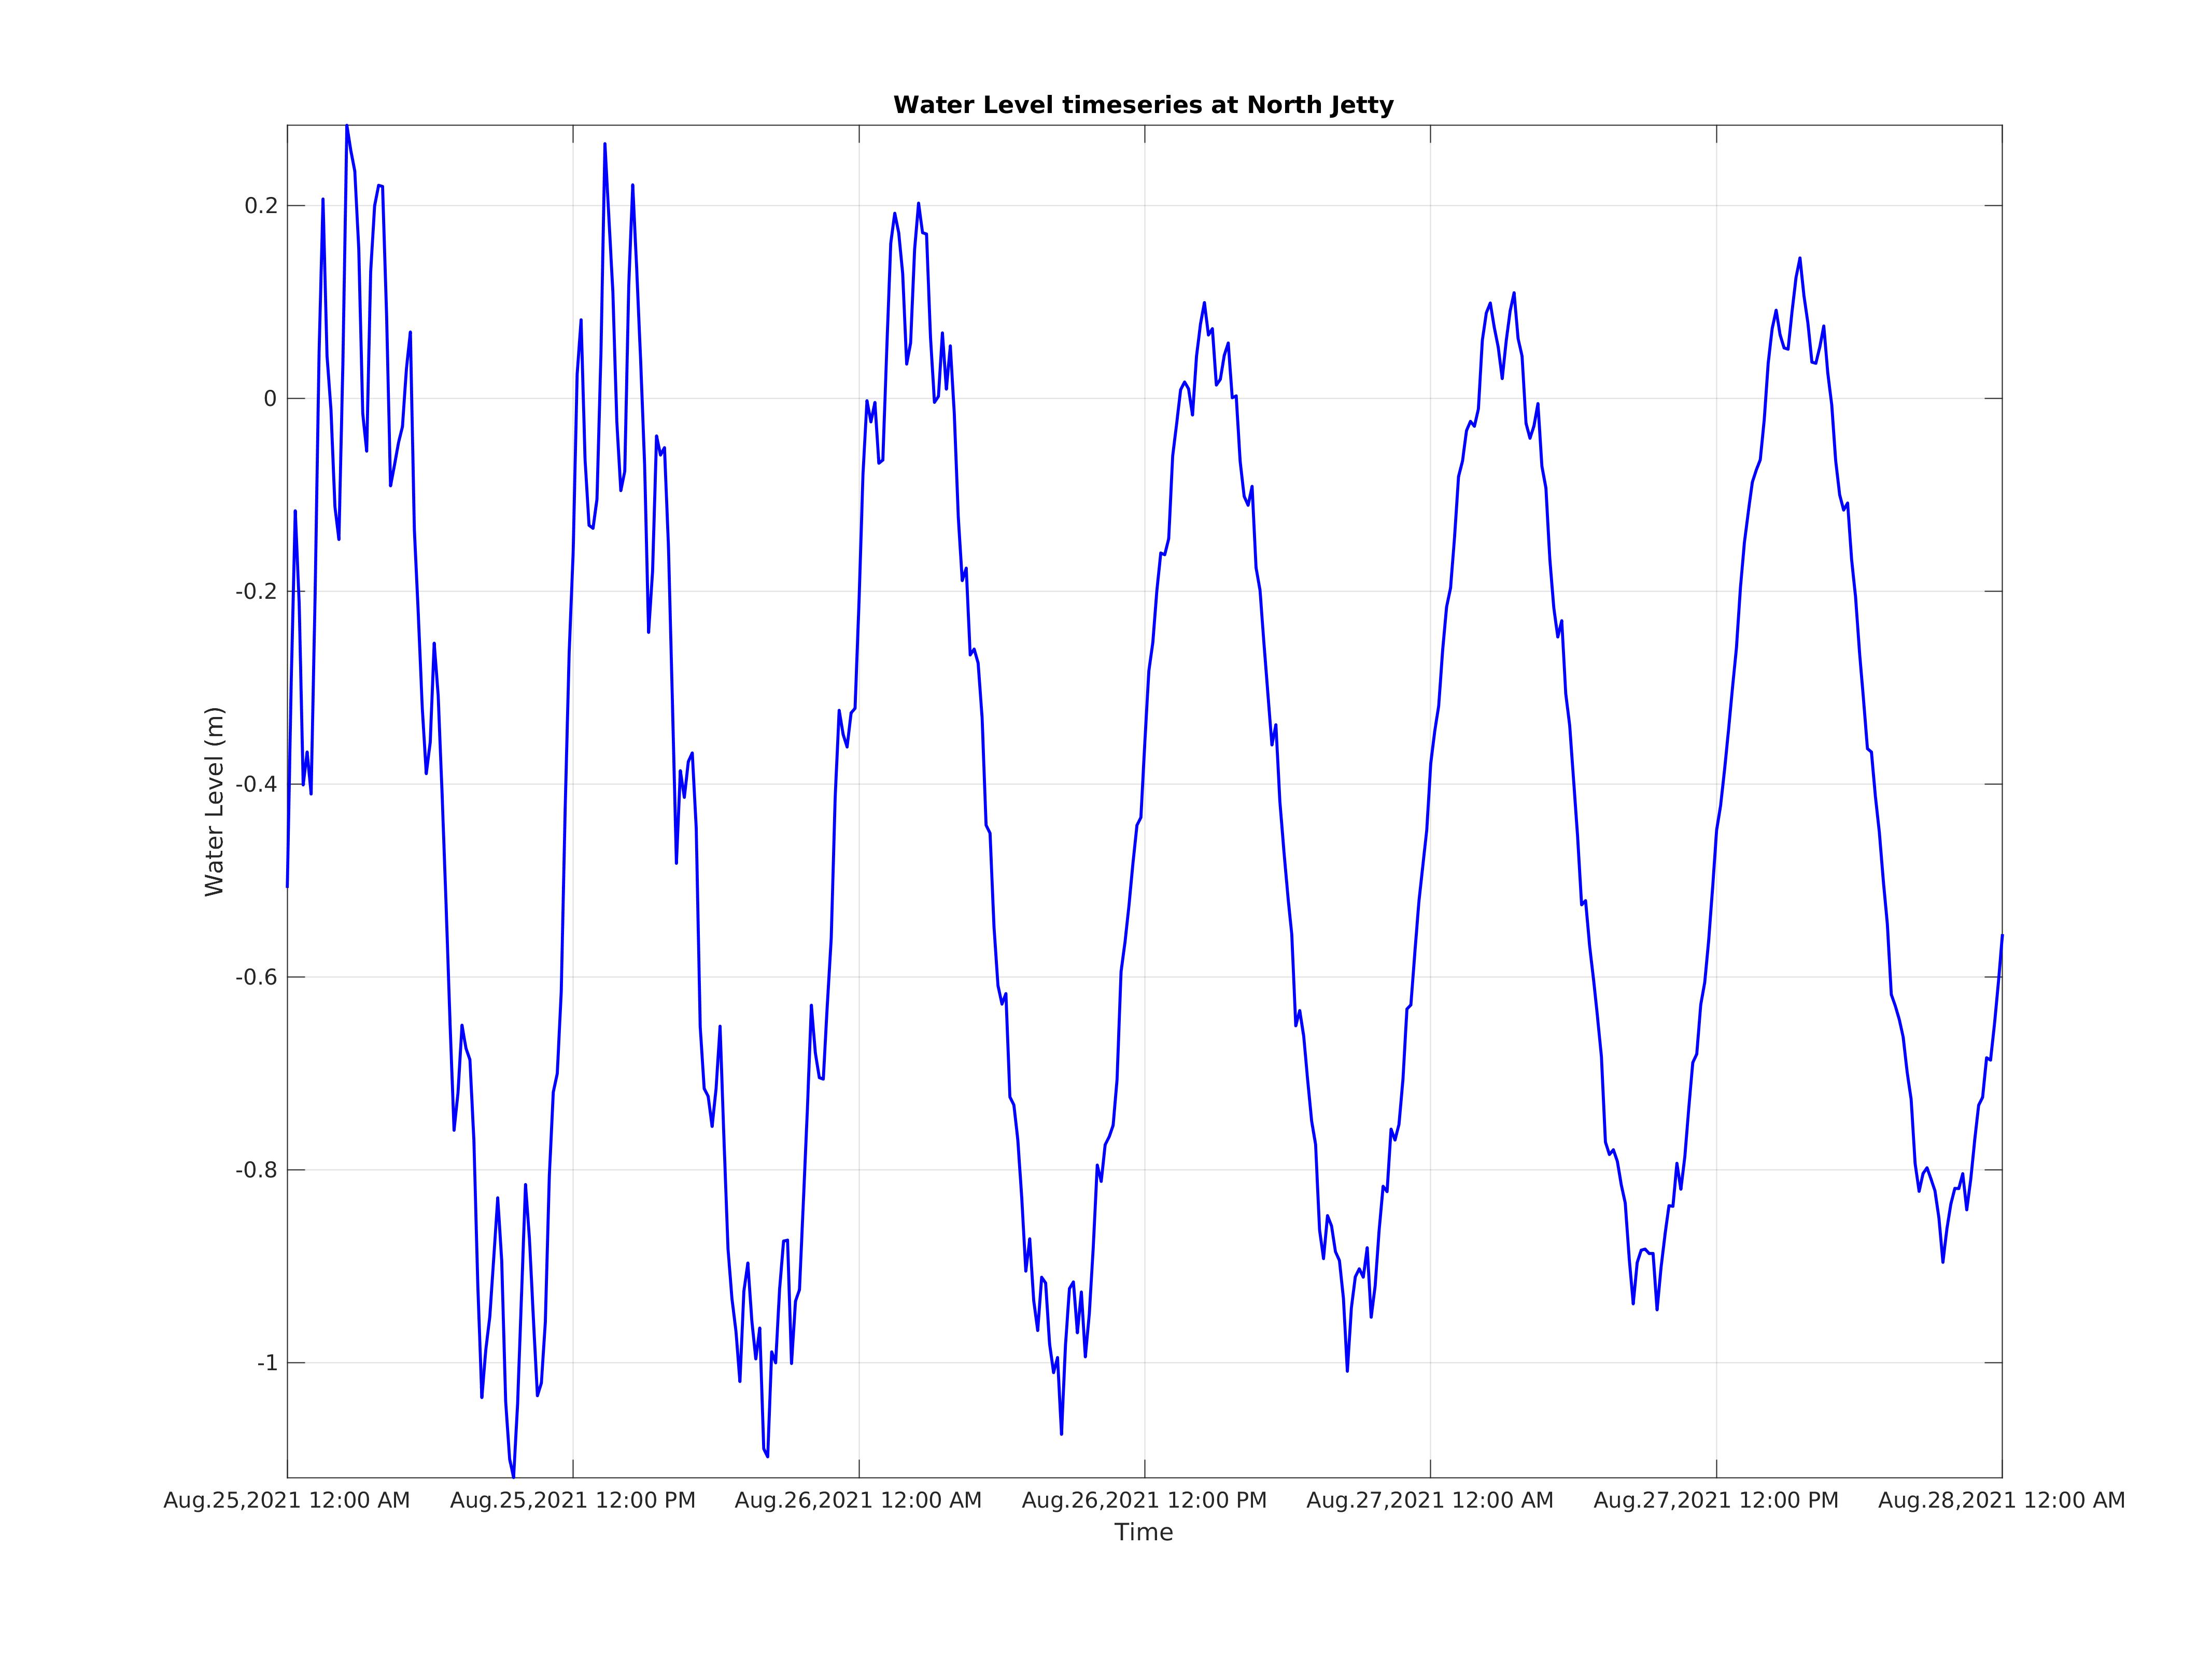 Water Level timeseries at North Jetty
0.2
0
-0.2
-0.4
-0.6
-0.8
-1
Water Level (m)
Aug.25,2021 12:00 AM
Aug.25,2021 12:00 PM
Aug.26,2021 12:00 AM
Aug.26,2021 12:00 PM
Aug.27,2021 12:00 AM
Aug.27,2021 12:00 PM
Aug.28,2021 12:00 AM
Time